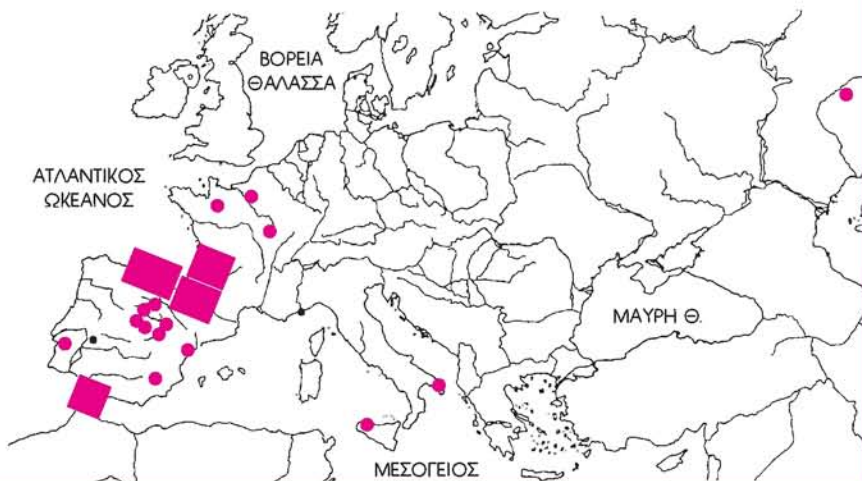 ΒΟΡΕΙΑ
ΘΑΛΑΣΣΑ
ΑΤΛΑΝΤΙΚΟΣ
ΩΚΕΑΝΟΣ
ΜΑΥΡΗ Θ.
ΜΕΣΟΓΕΙΟΣ